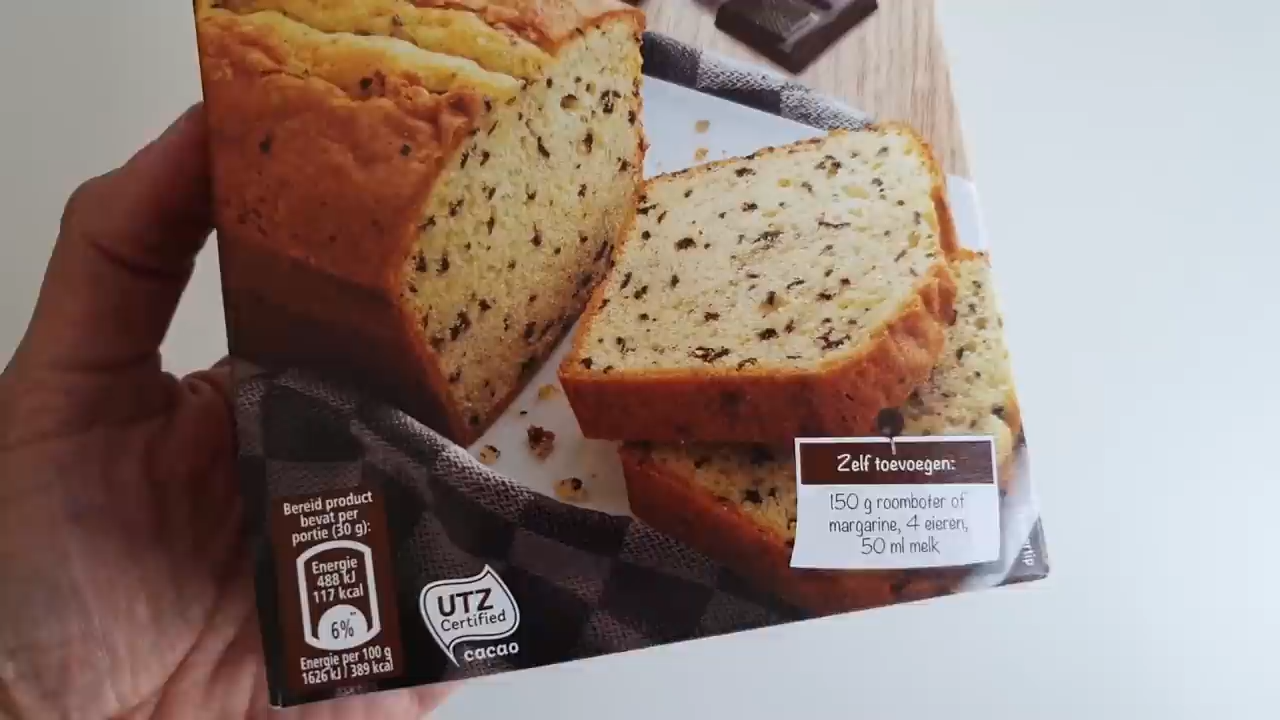 Zelf toevoegen:
150 g roomboter of
margarine, 4 eieren,
50 ml melk
Bereid product
bevat per
portie (30 g):
Energie
488 kJ
117 kcal
6%**
Energie per 100 g
1626 kJ / 389 kcal
UTZ
Certified
cacao